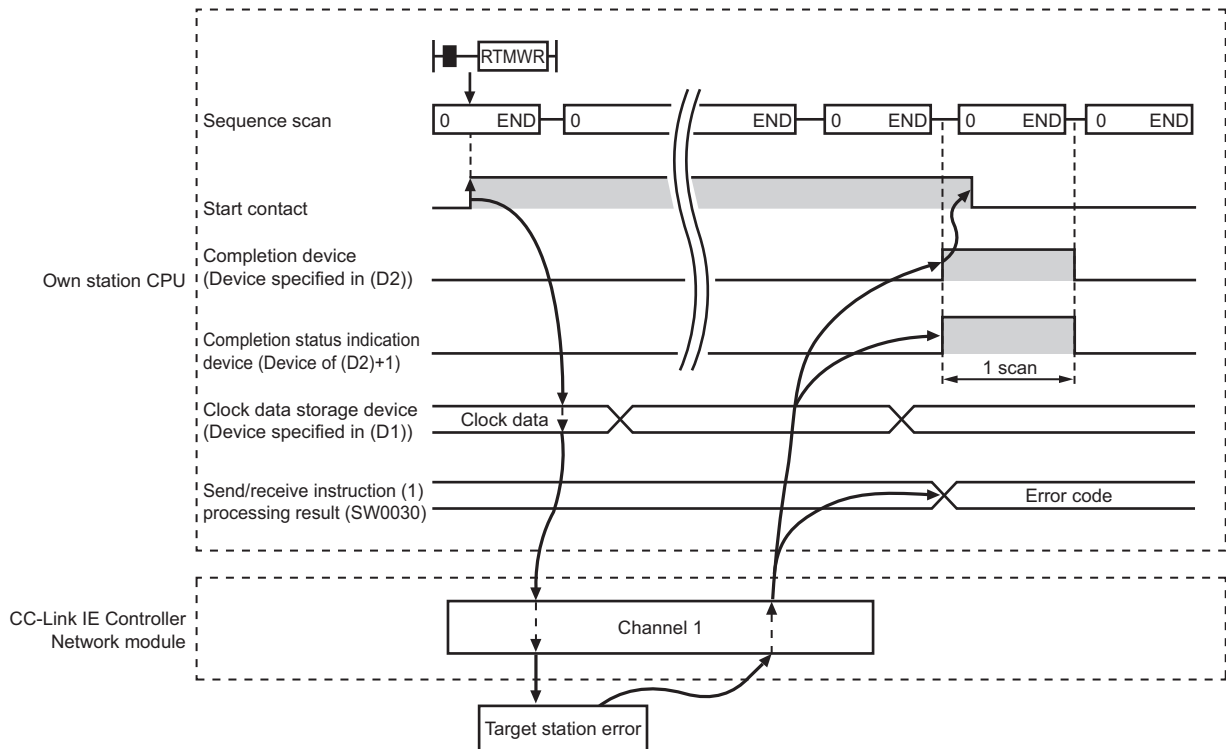 RTMWR
Sequence scan
0 END 0 END 0 END 0 END 0 END
Start contact
Own station CPU
Completion device
(Device specified in (D2))
Completion status indication
device (Device of (D2)+1)
1 scan
Clock data storage device
(Device specified in (D1))
Clock data
Send/receive instruction (1)
processing result (SW0030)
Error code
CC-Link IE Controller
Network module
Channel 1
Target station error